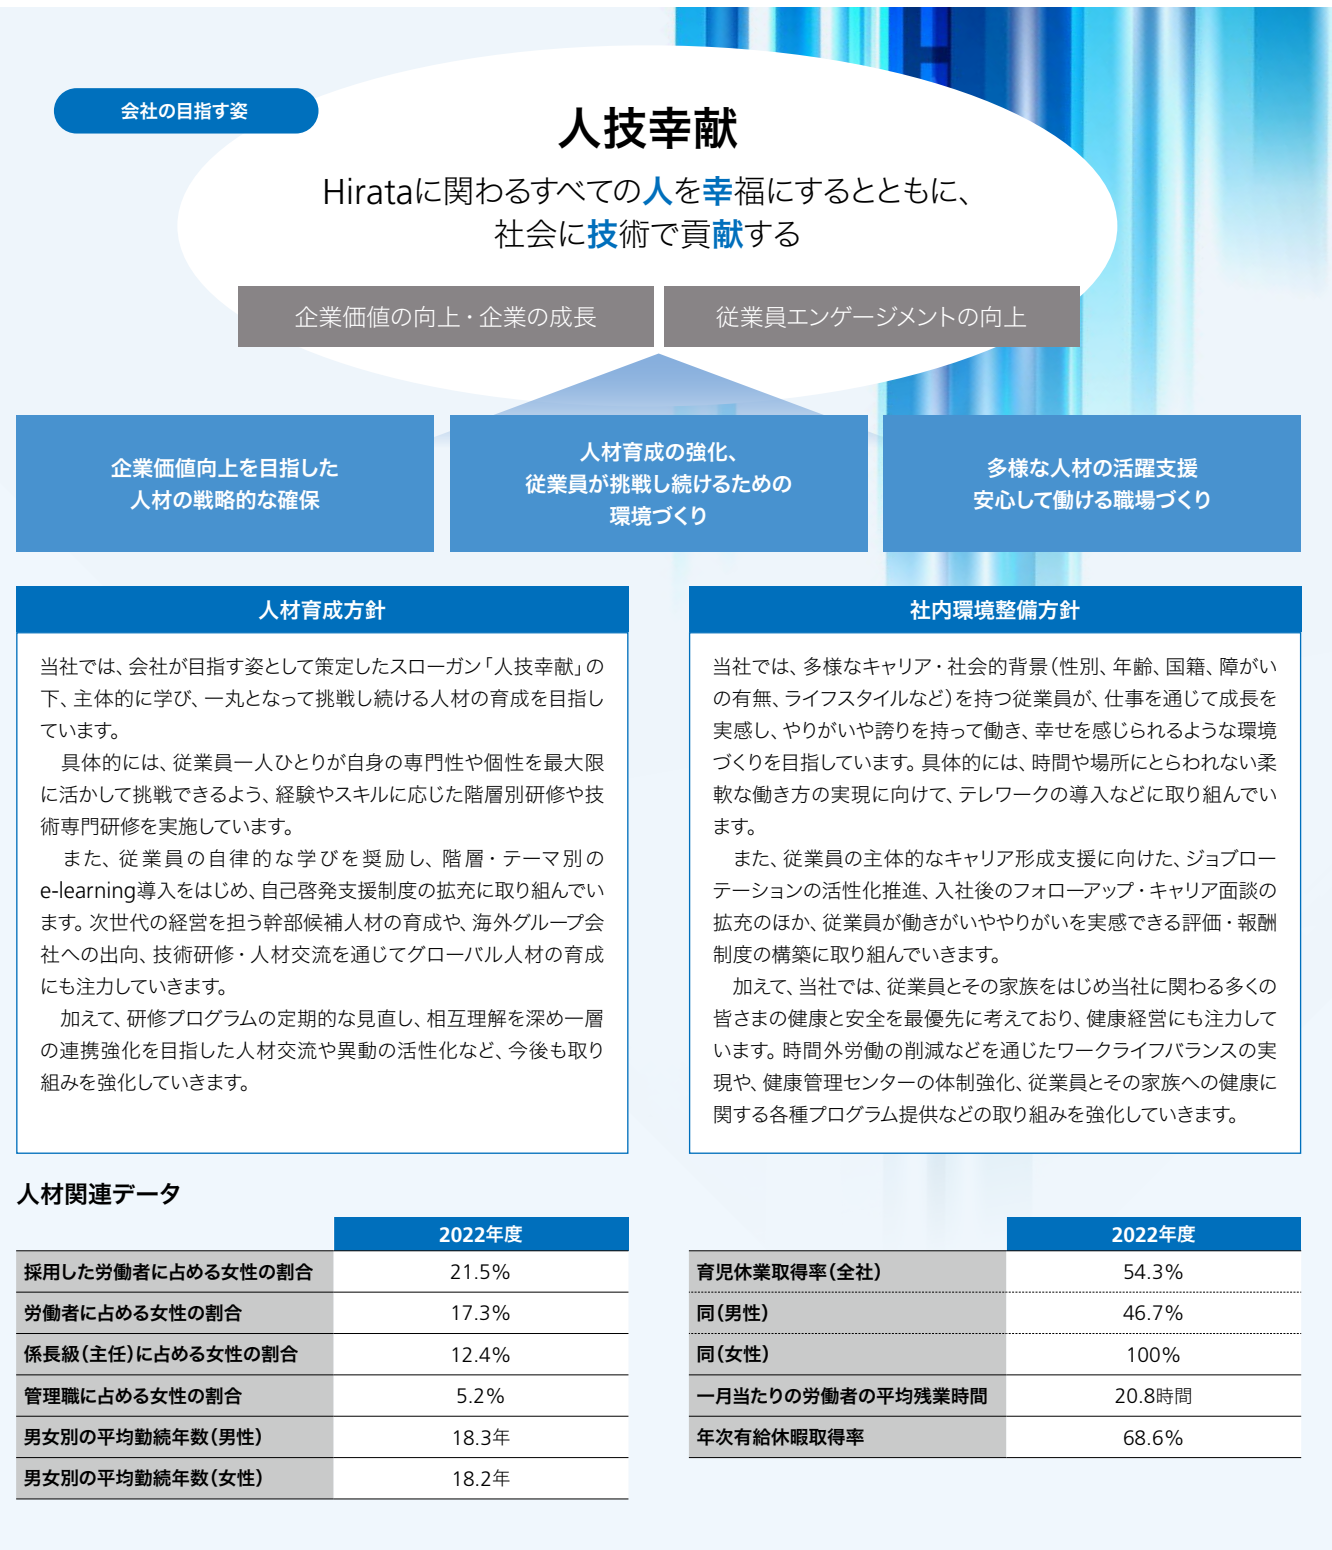 会社の目指す姿
人技幸献
Hirataに関わるすべての人を幸福にするとともに、
社会に技術で貢献する
企業価値の向上・企業の成長
従業員エンゲージメントの向上
企業価値向上を目指した
人材の戦略的な確保
人材育成の強化、
従業員が挑戦し続けるための
環境づくり
多様な人材の活躍支援
安心して働ける職場づくり
人材育成方針
当社では、会社が目指す姿として策定したスローガン「人技幸献」の
下、主体的に学び、一丸となって挑戦し続ける人材の育成を目指し
ています。
具体的には、従業員一人ひとりが自身の専門性や個性を最大限
に活かして挑戦できるよう、経験やスキルに応じた階層別研修や技
術専門研修を実施しています。
また、従業員の自律的な学びを奨励し、階層・テーマ別の
e-learning導入をはじめ、自己啓発支援制度の拡充に取り組んでい
ます。次世代の経営を担う幹部候補人材の育成や、海外グループ会
社への出向、技術研修・人材交流を通じてグローバル人材の育成
にも注力していきます。
加えて、研修プログラムの定期的な見直し、相互理解を深め一層
の連携強化を目指した人材交流や異動の活性化など、今後も取り
組みを強化していきます。
社内環境整備方針
当社では、多様なキャリア・社会的背景（性別、年齢、国籍、障がい
の有無、ライフスタイルなど）を持つ従業員が、仕事を通じて成長を
実感し、やりがいや誇りを持って働き、幸せを感じられるような環境
づくりを目指しています。具体的には、時間や場所にとらわれない柔
軟な働き方の実現に向けて、テレワークの導入などに取り組んでい
ます。
また、従業員の主体的なキャリア形成支援に向けた、ジョブロー
テーションの活性化推進、入社後のフォローアップ・キャリア面談の
拡充のほか、従業員が働きがいややりがいを実感できる評価・報酬
制度の構築に取り組んでいきます。
加えて、当社では、従業員とその家族をはじめ当社に関わる多くの
皆さまの健康と安全を最優先に考えており、健康経営にも注力して
います。時間外労働の削減などを通じたワークライフバランスの実
現や、健康管理センターの体制強化、従業員とその家族への健康に
関する各種プログラム提供などの取り組みを強化していきます。
人材関連データ
2022年度
採用した労働者に占める女性の割合 21.5%
労働者に占める女性の割合 17.3%
係長級（主任）に占める女性の割合 12.4%
管理職に占める女性の割合 5.2%
男女別の平均勤続年数（男性） 18.3年
男女別の平均勤続年数（女性） 18.2年
2022年度
育児休業取得率（全社） 54.3%
同（男性） 46.7%
同（女性） 100%
一月当たりの労働者の平均残業時間 20.8時間
年次有給休暇取得率 68.6%